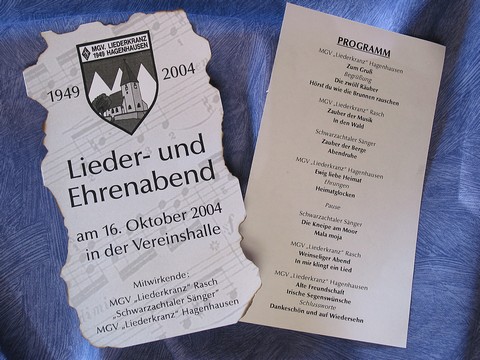 MGV. LIEDERKRANZ
1949 HAGENHAUSEN
1949
2004
Lieder- und
Ehrenabend
am 16. Oktober 2004
in der Vereinshalle
Mitwirkende:
MGV „Liederkranz" Rasch
„Schwarzachtaler Sänger"
MGV „Liederkranz" Hagenhausen
PROGRAMM
MGV „Liederkranz" Hagenhausen
Zum Gruß
Begrüßung
Die zwölf Räuber
Hörst du wie die Brunnen rauschen
MGV „Liederkranz" Rasch
Zauber der Musik
in den Wald
Schwarzachtaler Sänger
Zauber der Berge
Abendruhe
MGV „Liederkranz" Hagenhausen
Ewig liebe Heimat
Ehrungen
Heimatglocken
Pause
Schwarzachtaler Sänger
Die Kneipe am Moor
Mala moja
MGV „Liederkranz" Rasch
Weinseliger Abend
In mir klingt ein Lied
MGV „Liederkranz" Hagenhausen
Alte Freundschaft
Irische Segenwünsche
Schlussworte
Dankeschön und auf Wiedersehn